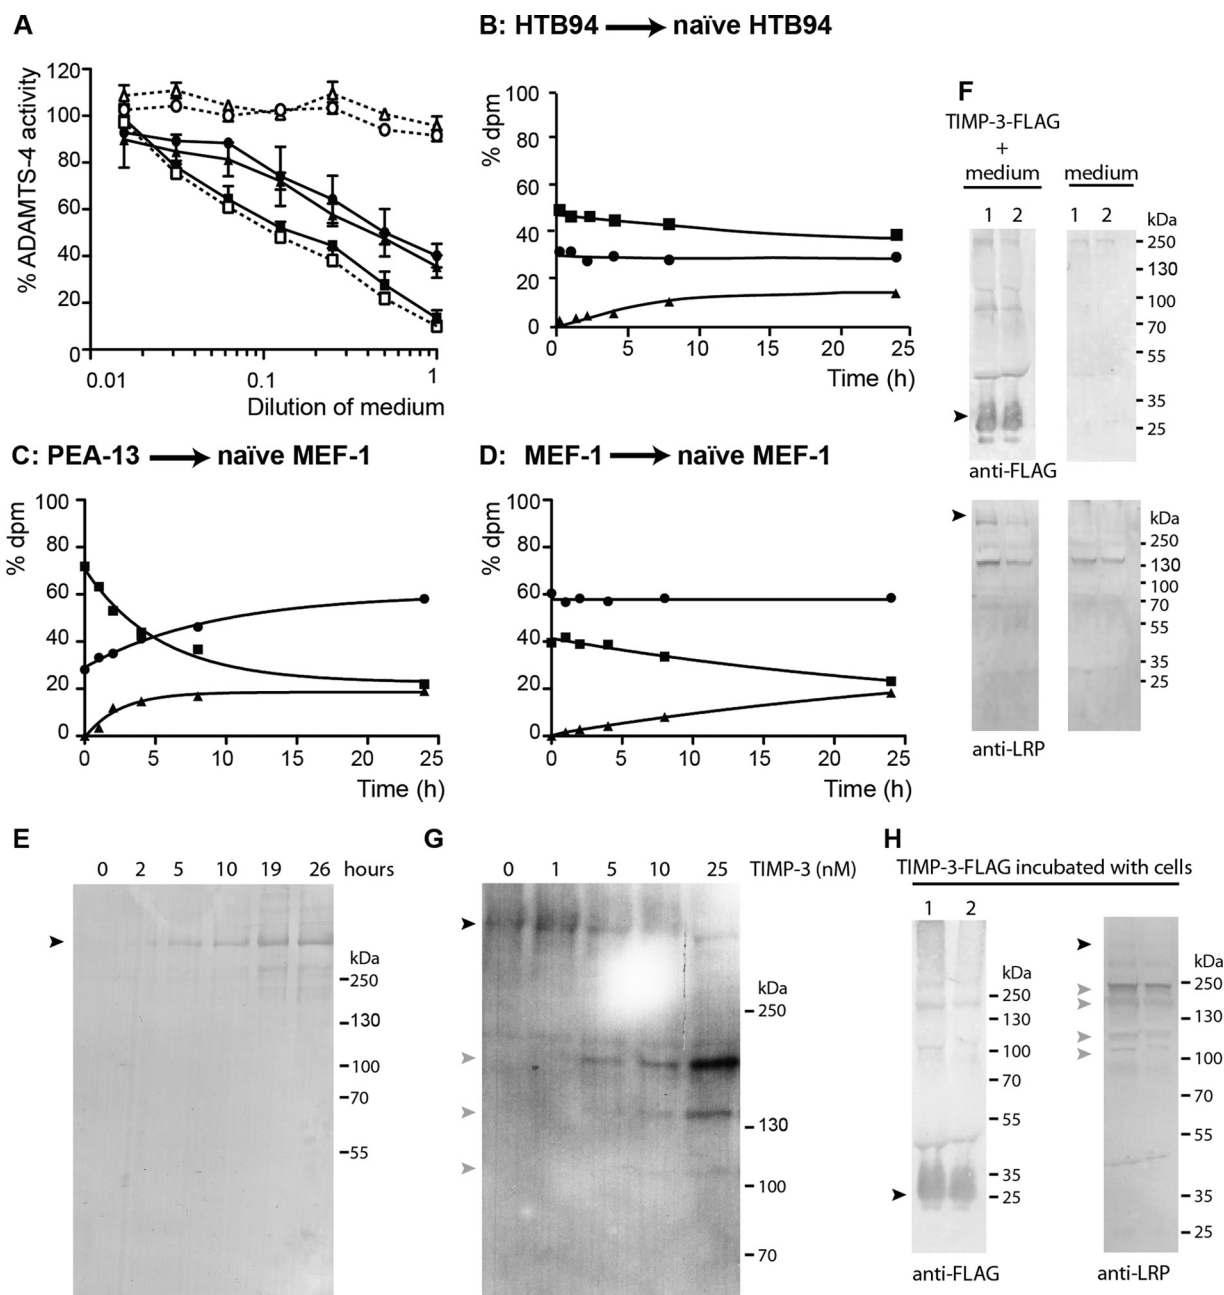 A
% ADAMTS-4 activity
120
100
80
60
40
20
0
0.01
0.1
1
Dilution of medium
B: HTB94 → naïve HTB94
% dpm
100
80
60
40
20
0
0
5
10
15
20
25
Time (h)
C: PEA-13 → naïve MEF-1
% dpm
100
80
60
40
20
0
0
5
10
15
20
25
Time (h)
D: MEF-1 → naïve MEF-1
% dpm
100
80
60
40
20
0
0
5
10
15
20
25
Time (h)
F
TIMP-3-FLAG
+
medium
medium
1 2
1 2
kDa
250
130
100
70
55
35
25
anti-FLAG
kDa
250
130
100
70
55
35
25
anti-LRP
E
0 2 5 10 19 26 hours
kDa
250
130
100
70
55
G
0 1 5 10 25 TIMP-3 (nM)
kDa
250
130
100
70
H
TIMP-3-FLAG incubated with cells
1 2
kDa
250
130
100
70
55
35
25
anti-FLAG
kDa
250
130
100
70
55
35
25
anti-LRP